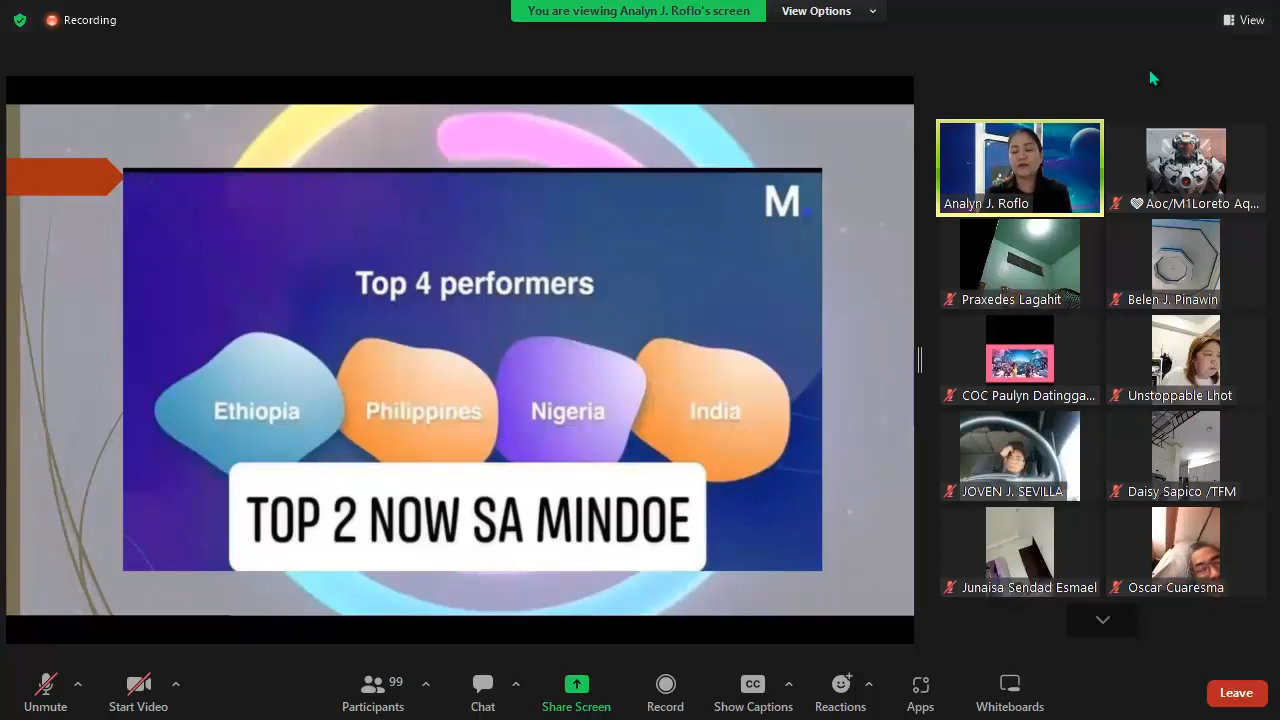 Recording
You are viewing Analyn J. Roflo's screen
View Options
View
M.
Top 4 performers
Ethiopia
Philippines
Nigeria
India
TOP 2 NOW SA MINDOE
Analyn J. Roflo
Aoc/M1Loreto Aq...
Praxedes Lagahit
Belen J. Pinawin
COC Paulyn Datingga...
Unstoppable Lhot
JOVEN J. SEVILLA
Daisy Sapico /TFM
Junaisa Sendad Esmael
Oscar Cuaresma
Unmute
Start Video
99
Participants
Chat
Share Screen
Record
CC
Show Captions
Reactions
Apps
Whiteboards
Leave